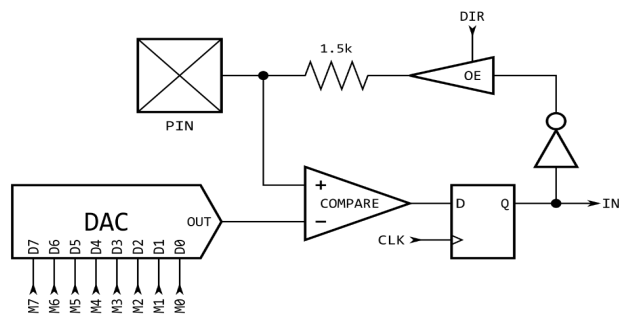 DIR
1.5k
OE
PIN
+
COMPARE
−
DAC
OUT
D7 D6 D5 D4 D3 D2 D1 D0
M7 M6 M5 M4 M3 M2 M1 M0
D
Q
CLK
IN